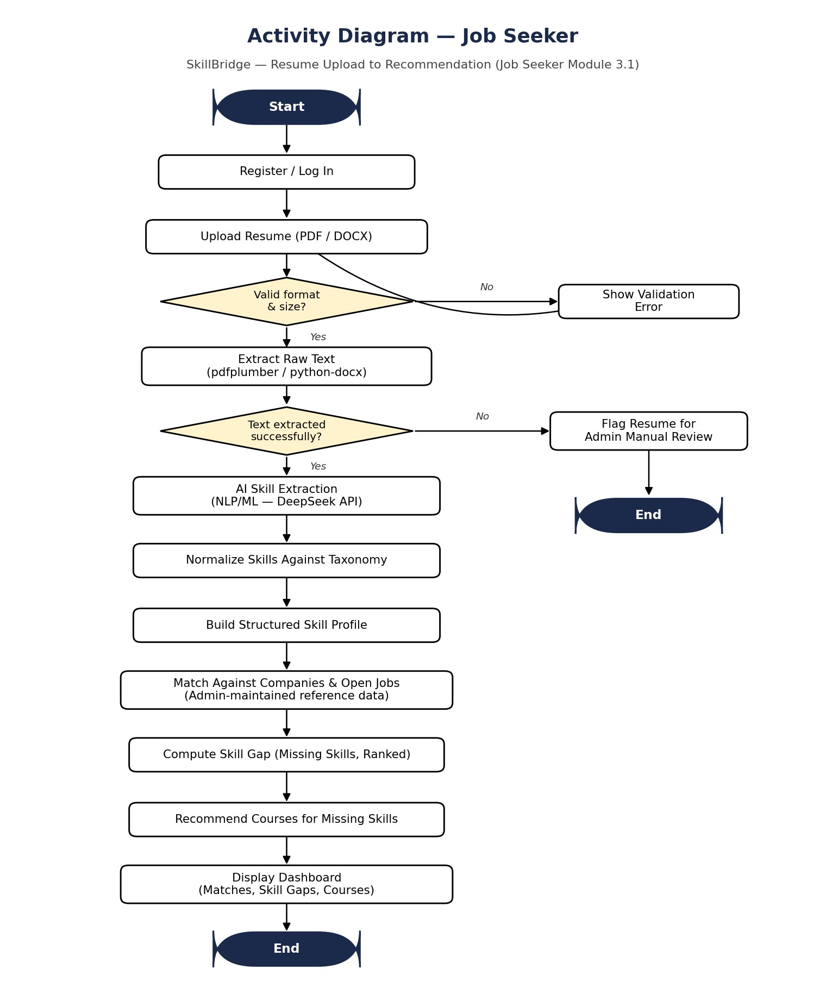 Activity Diagram — Job Seeker
SkillBridge — Resume Upload to Recommendation (Job Seeker Module 3.1)
Start
Register / Log In
Upload Resume (PDF / DOCX)
Valid format
& size?
No
Show Validation
Error
Yes
Extract Raw Text
(pdfplumber / python-docx)
Text extracted
successfully?
No
Flag Resume for
Admin Manual Review
Yes
AI Skill Extraction
(NLP/ML — DeepSeek API)
End
Normalize Skills Against Taxonomy
Build Structured Skill Profile
Match Against Companies & Open Jobs
(Admin-maintained reference data)
Compute Skill Gap (Missing Skills, Ranked)
Recommend Courses for Missing Skills
Display Dashboard
(Matches, Skill Gaps, Courses)
End